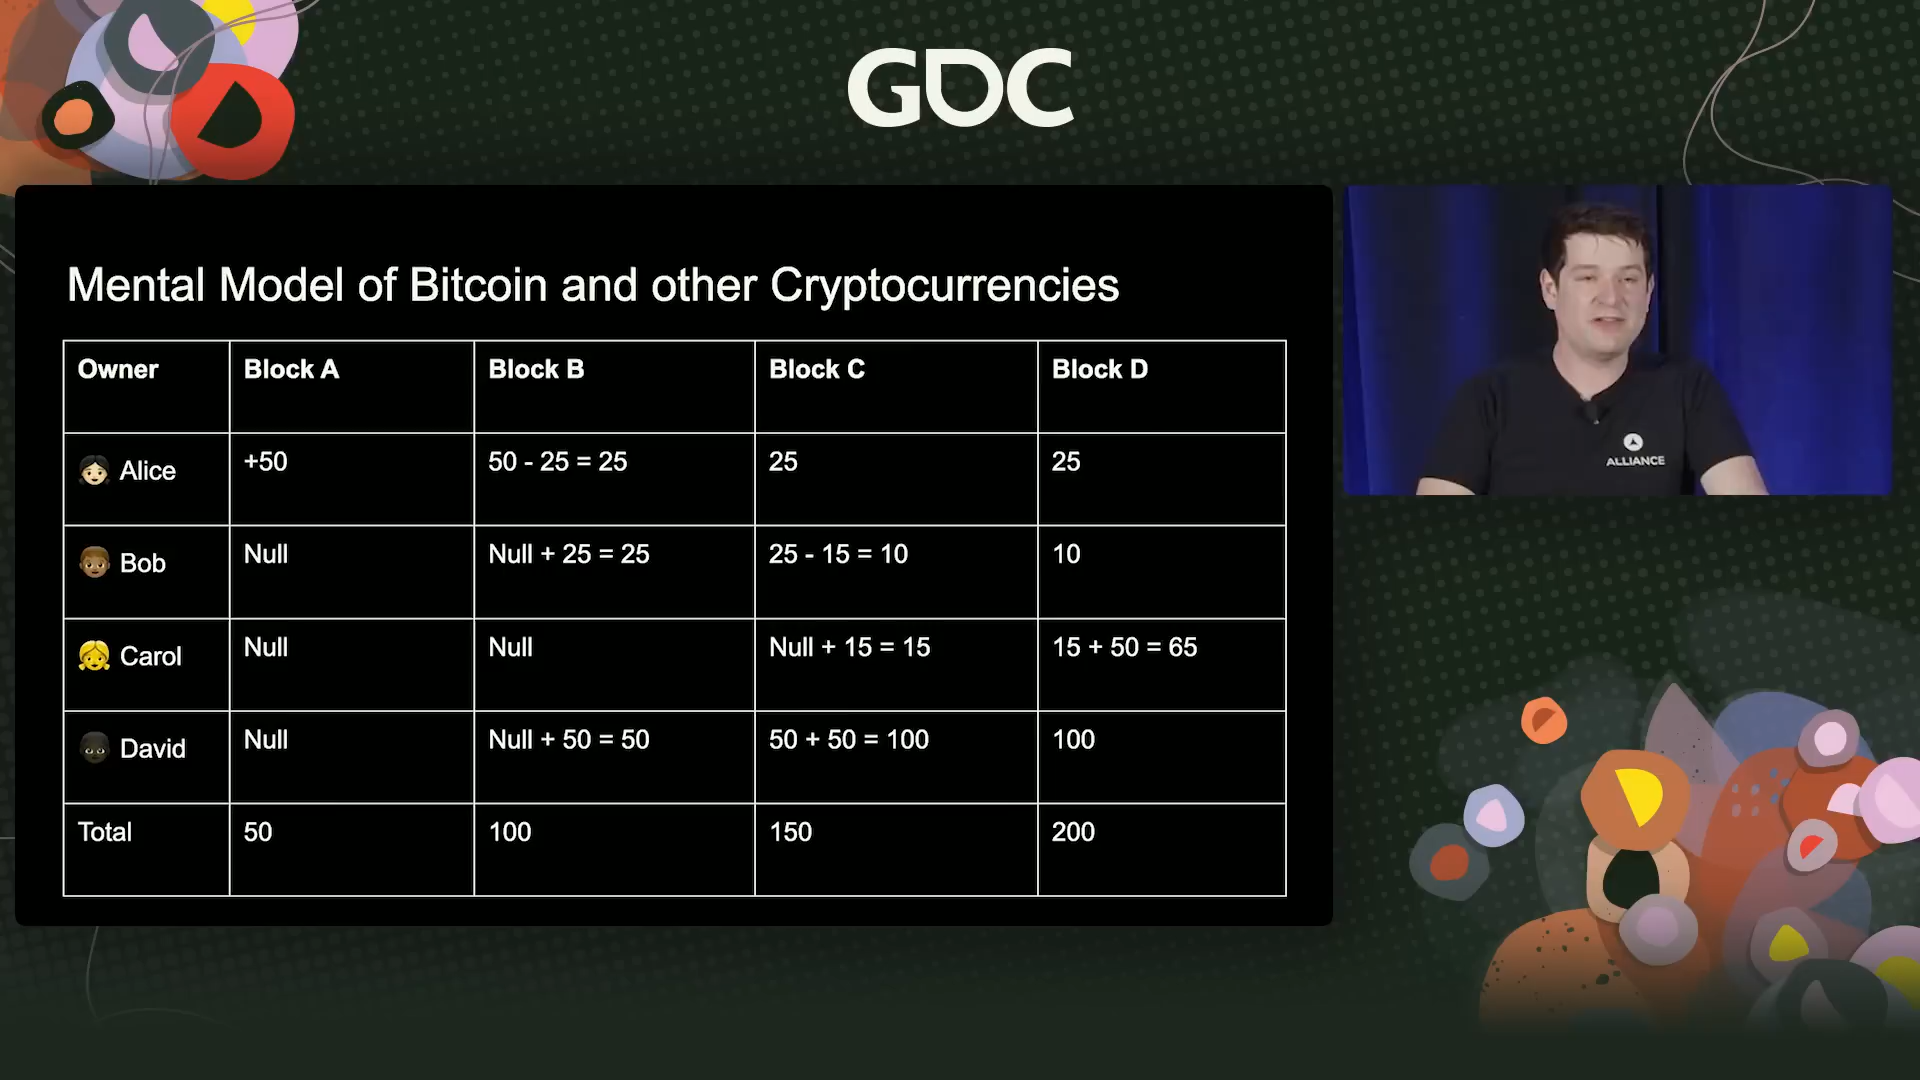 GDC
Mental Model of Bitcoin and other Cryptocurrencies
Owner Block A Block B Block C Block D
Alice +50 50 - 25 = 25 25 25
Bob Null Null + 25 = 25 25 - 15 = 10 10
Carol Null Null Null + 15 = 15 15 + 50 = 65
David Null Null + 50 = 50 50 + 50 = 100 100
Total 50 100 150 200
ALLIANCE